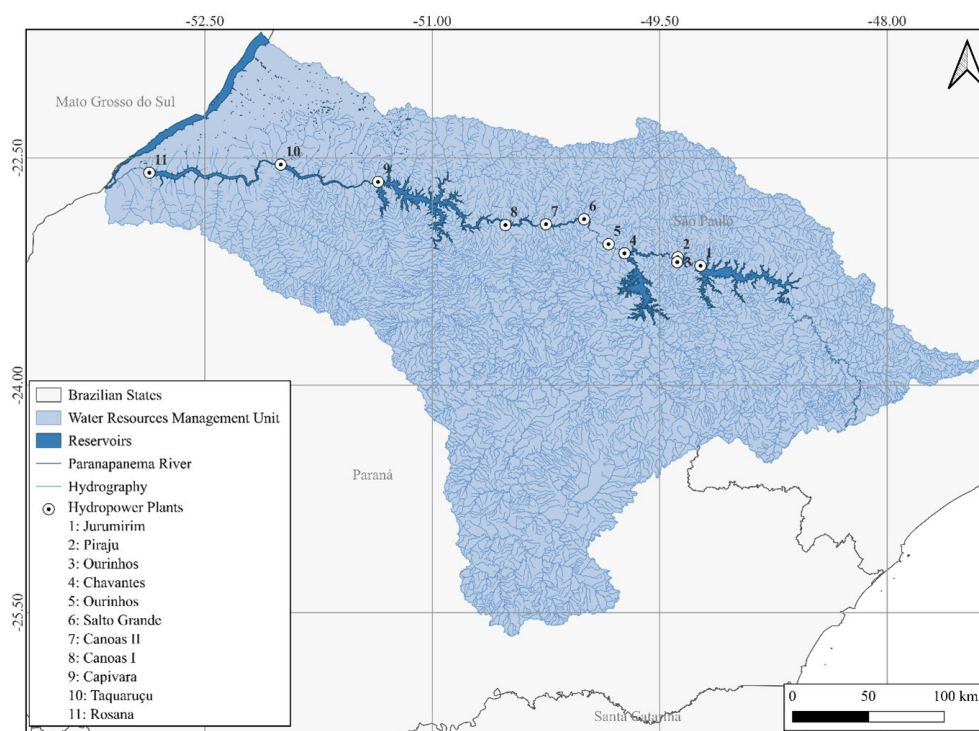 -52.50 -51.00 -49.50 -48.00
Mato Grosso do Sul
-22.50
10
11
9
6
8 7
São Paulo
5
4
2
3 1
-24.00
Brazilian States
Water Resources Management Unit
Reservoirs
Paranapanema River
Hydrography
Hydropower Plants
1: Jurumirim
2: Piraju
3: Ourinhos
4: Chavantes
5: Ourinhos
6: Salto Grande
7: Canoas II
8: Canoas I
9: Capivara
10: Taquaruçu
11: Rosana
Paraná
-25.50
0 50 100 km
Santa Catarina